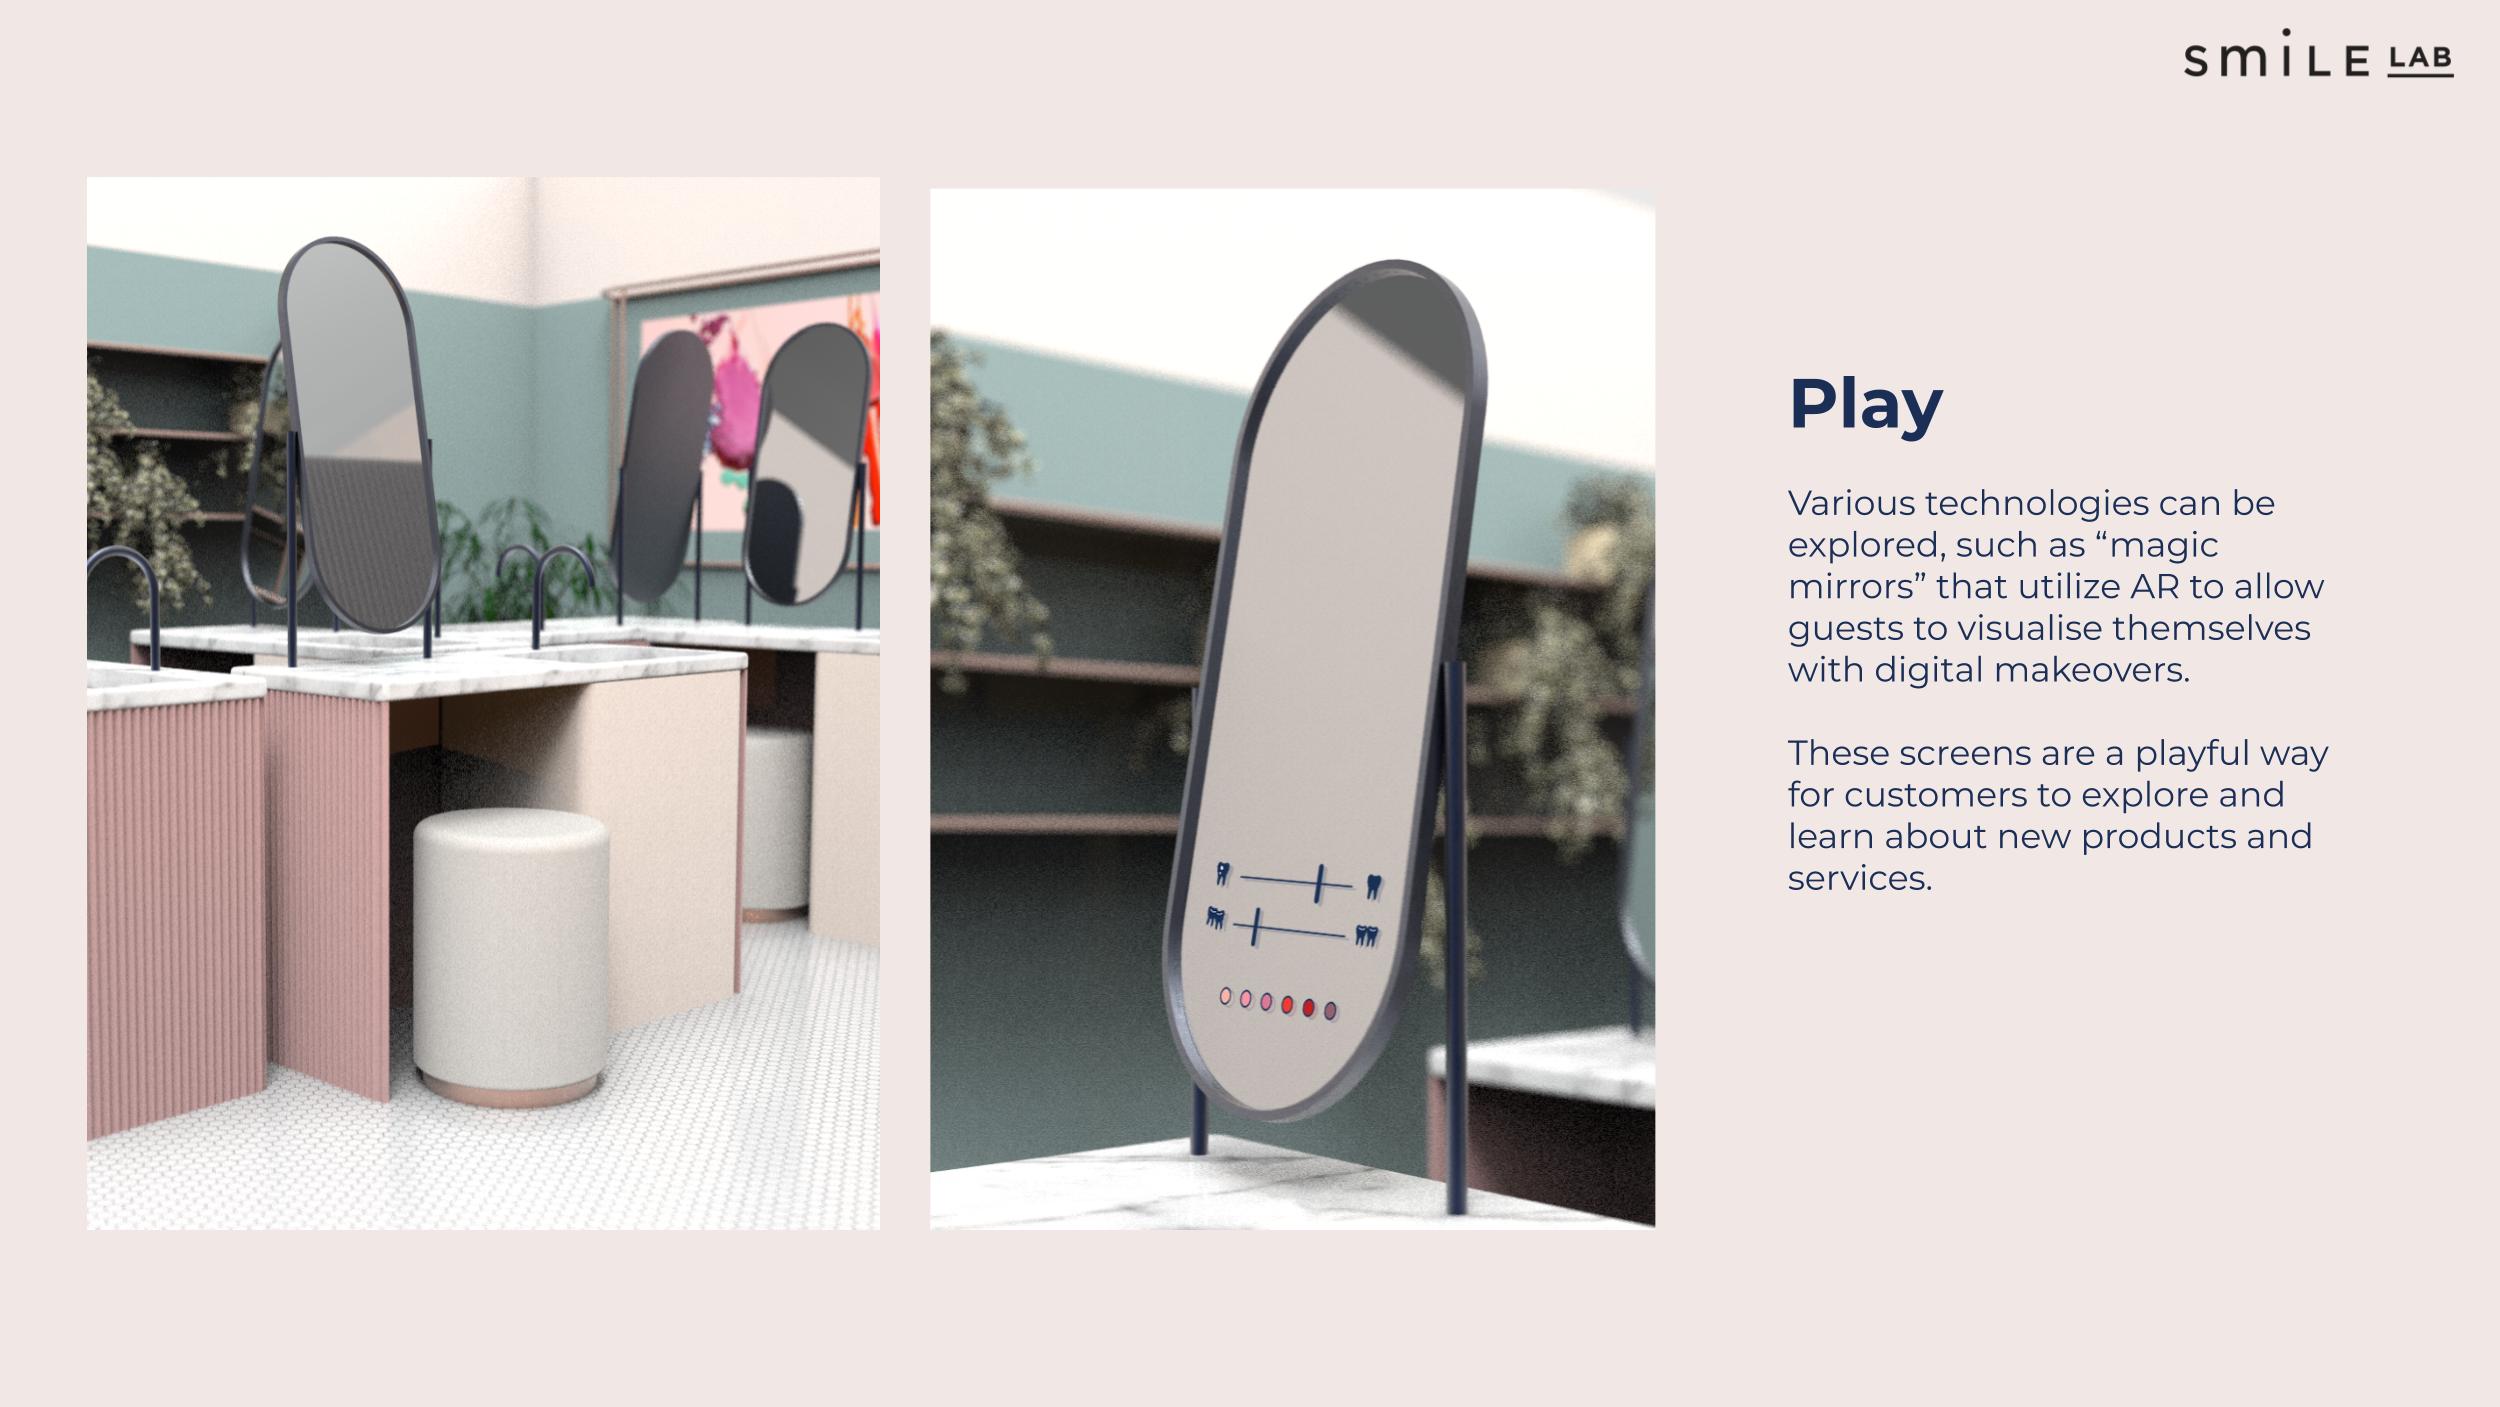 smiLE LAB
Play
Various technologies can be
explored, such as “magic
mirrors” that utilize AR to allow
guests to visualise themselves
with digital makeovers.
These screens are a playful way
for customers to explore and
learn about new products and
services.